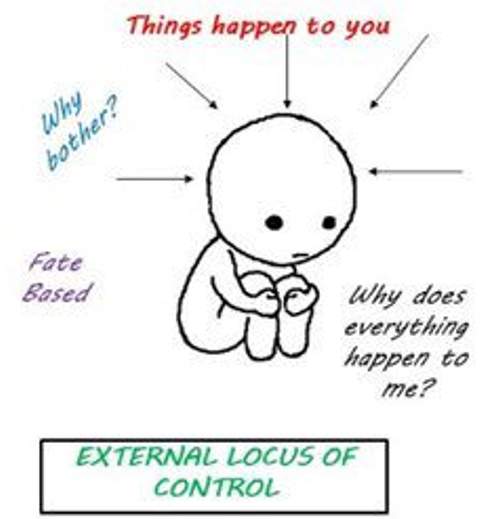 Things happen to you
Why
bother?
Fate
Based
Why does
everything
happen to
me?
EXTERNAL LOCUS OF
CONTROL